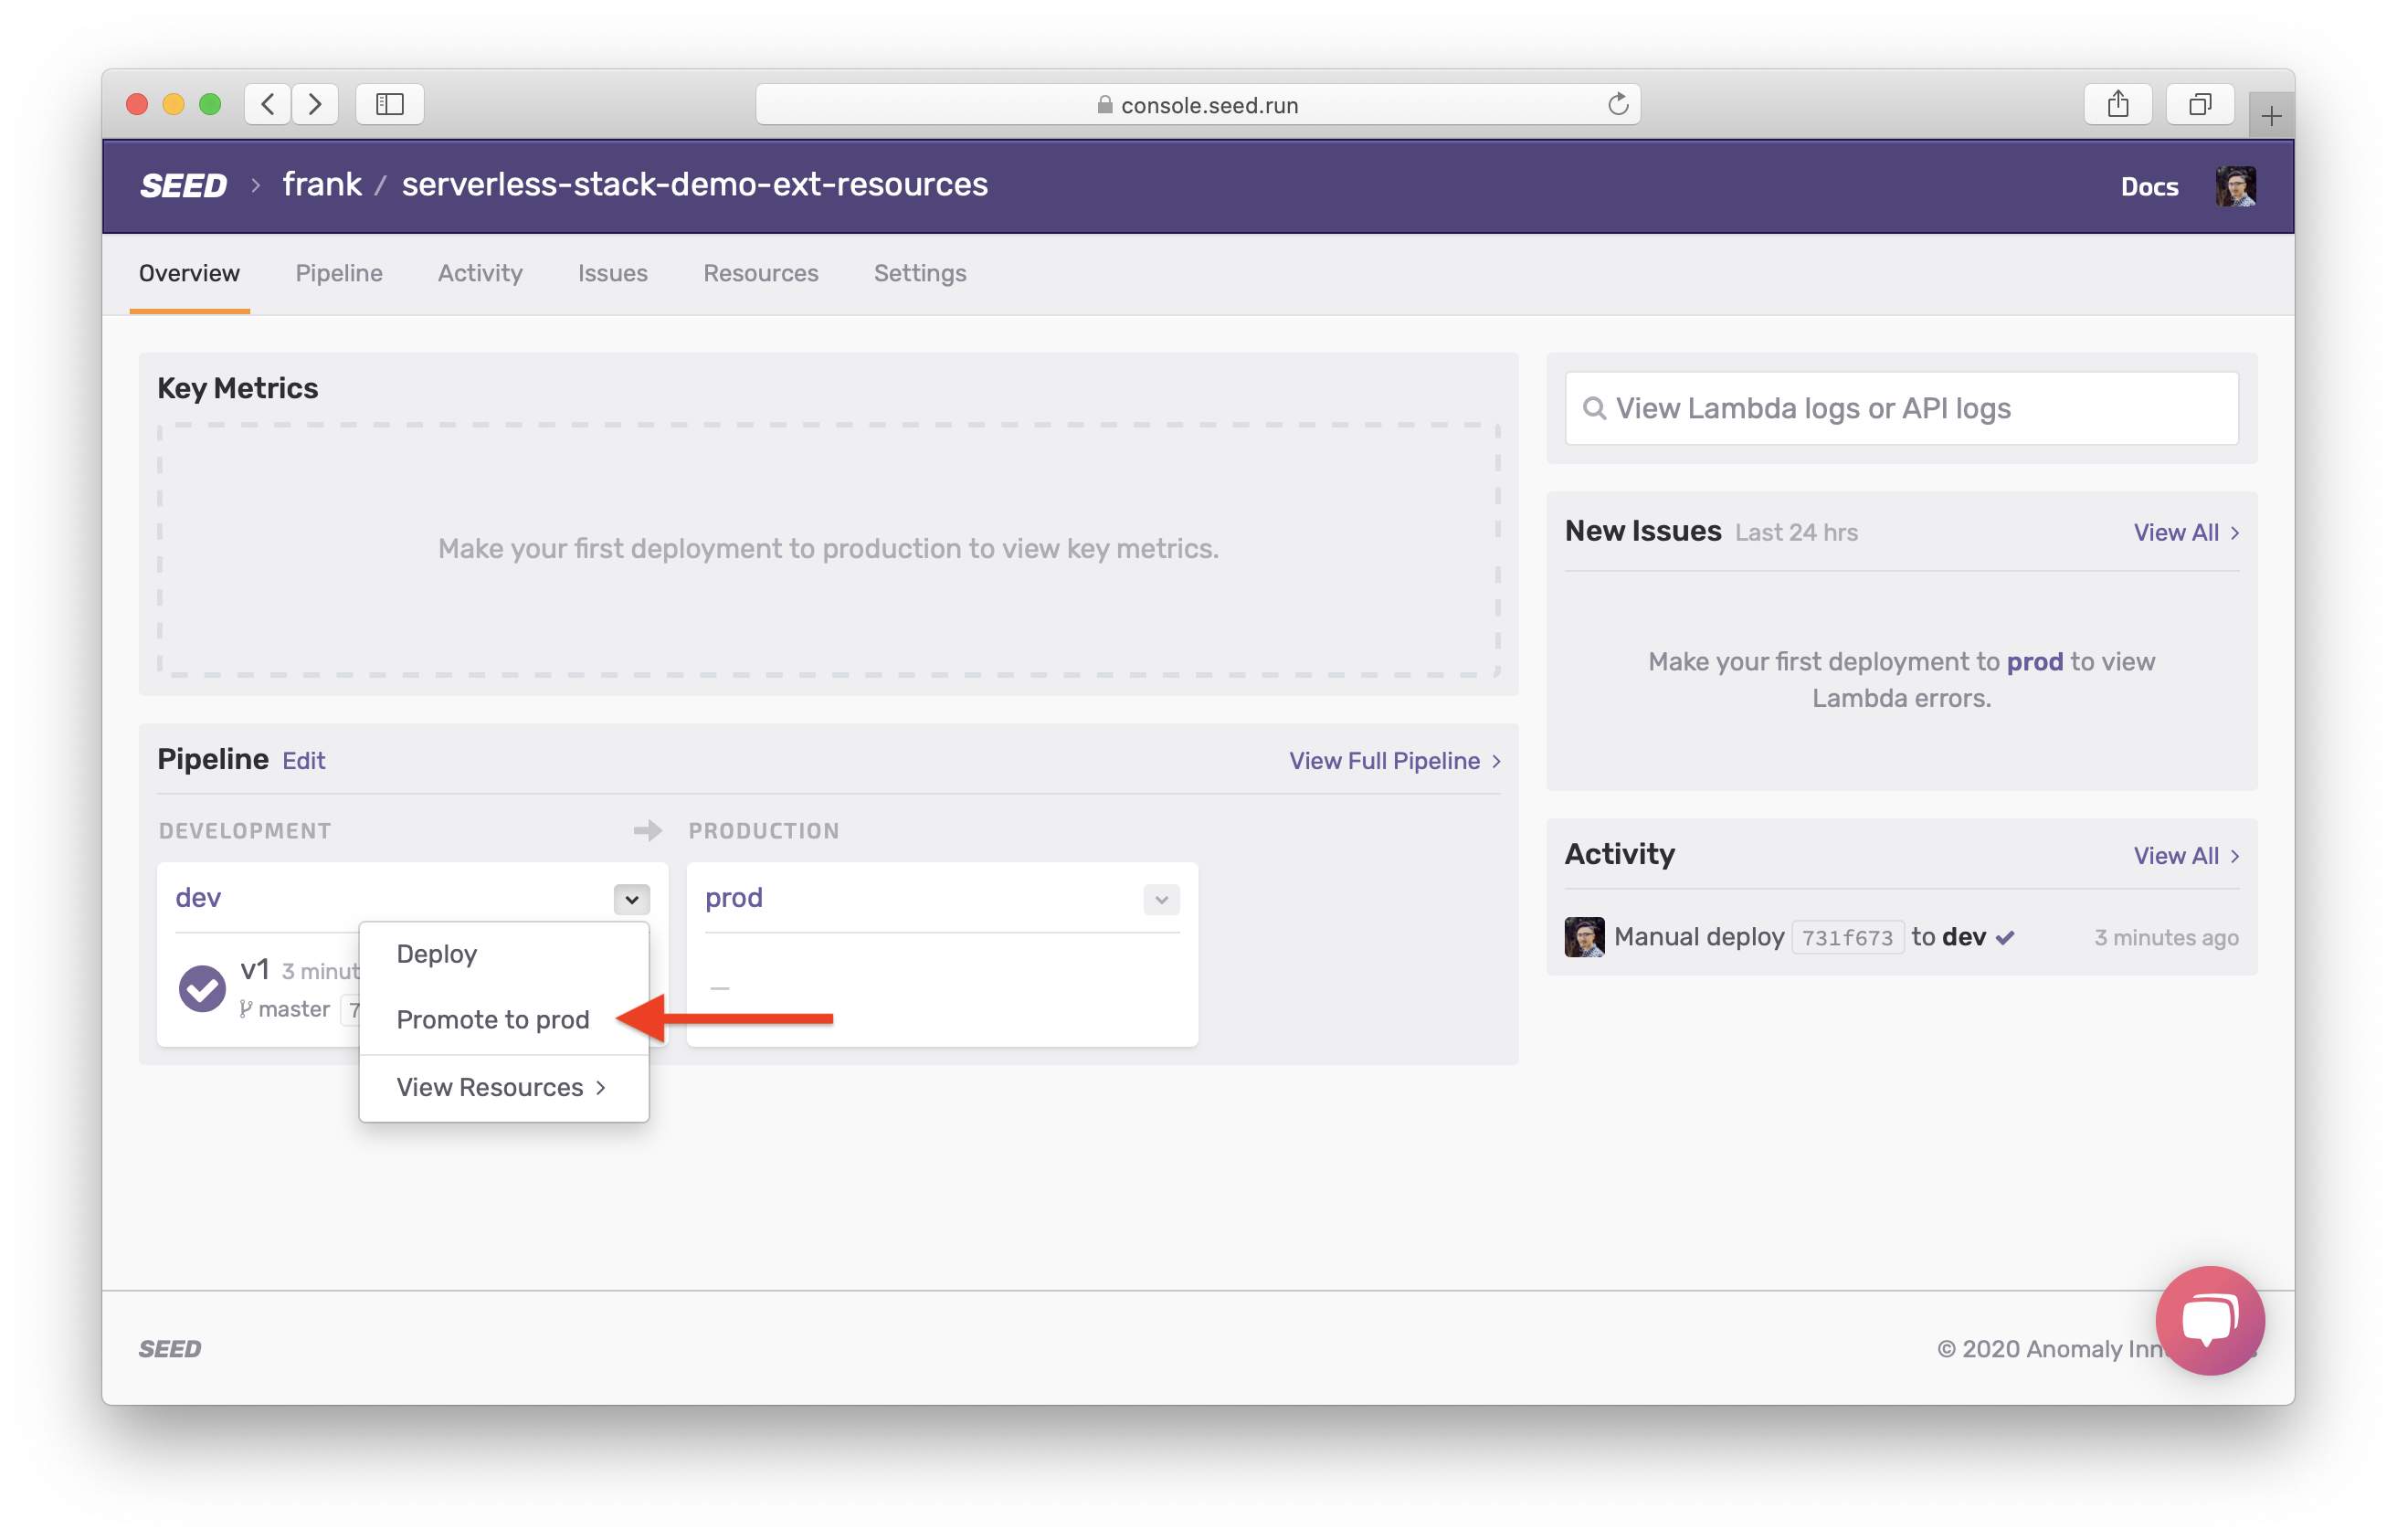 console.seed.run
SEED > frank / serverless-stack-demo-ext-resources
Docs
Overview Pipeline Activity Issues Resources Settings
Key Metrics
Make your first deployment to production to view key metrics.
View Lambda logs or API logs
New Issues Last 24 hrs View All >
Make your first deployment to prod to view
Lambda errors.
Pipeline Edit View Full Pipeline >
DEVELOPMENT PRODUCTION
dev
v1 3
master 7
Deploy
Promote to prod
View Resources >
prod
—
Activity View All >
Manual deploy 731f673 to dev 3 minutes ago
SEED
© 2020 Anomaly